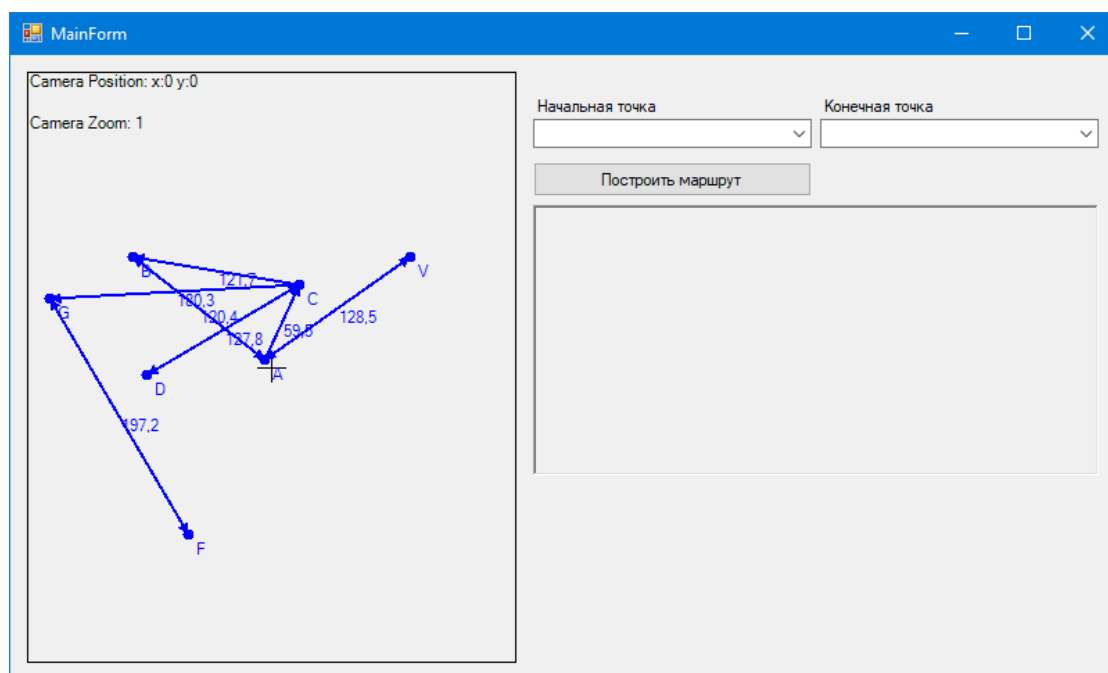 MainForm
Camera Position: x:0 y:0
Camera Zoom: 1
Начальная точка
Конечная точка
Построить маршрут
B
V
121,7
C
G
180,3
120,4
128,5
59,5
127,8
A
D
197,2
F